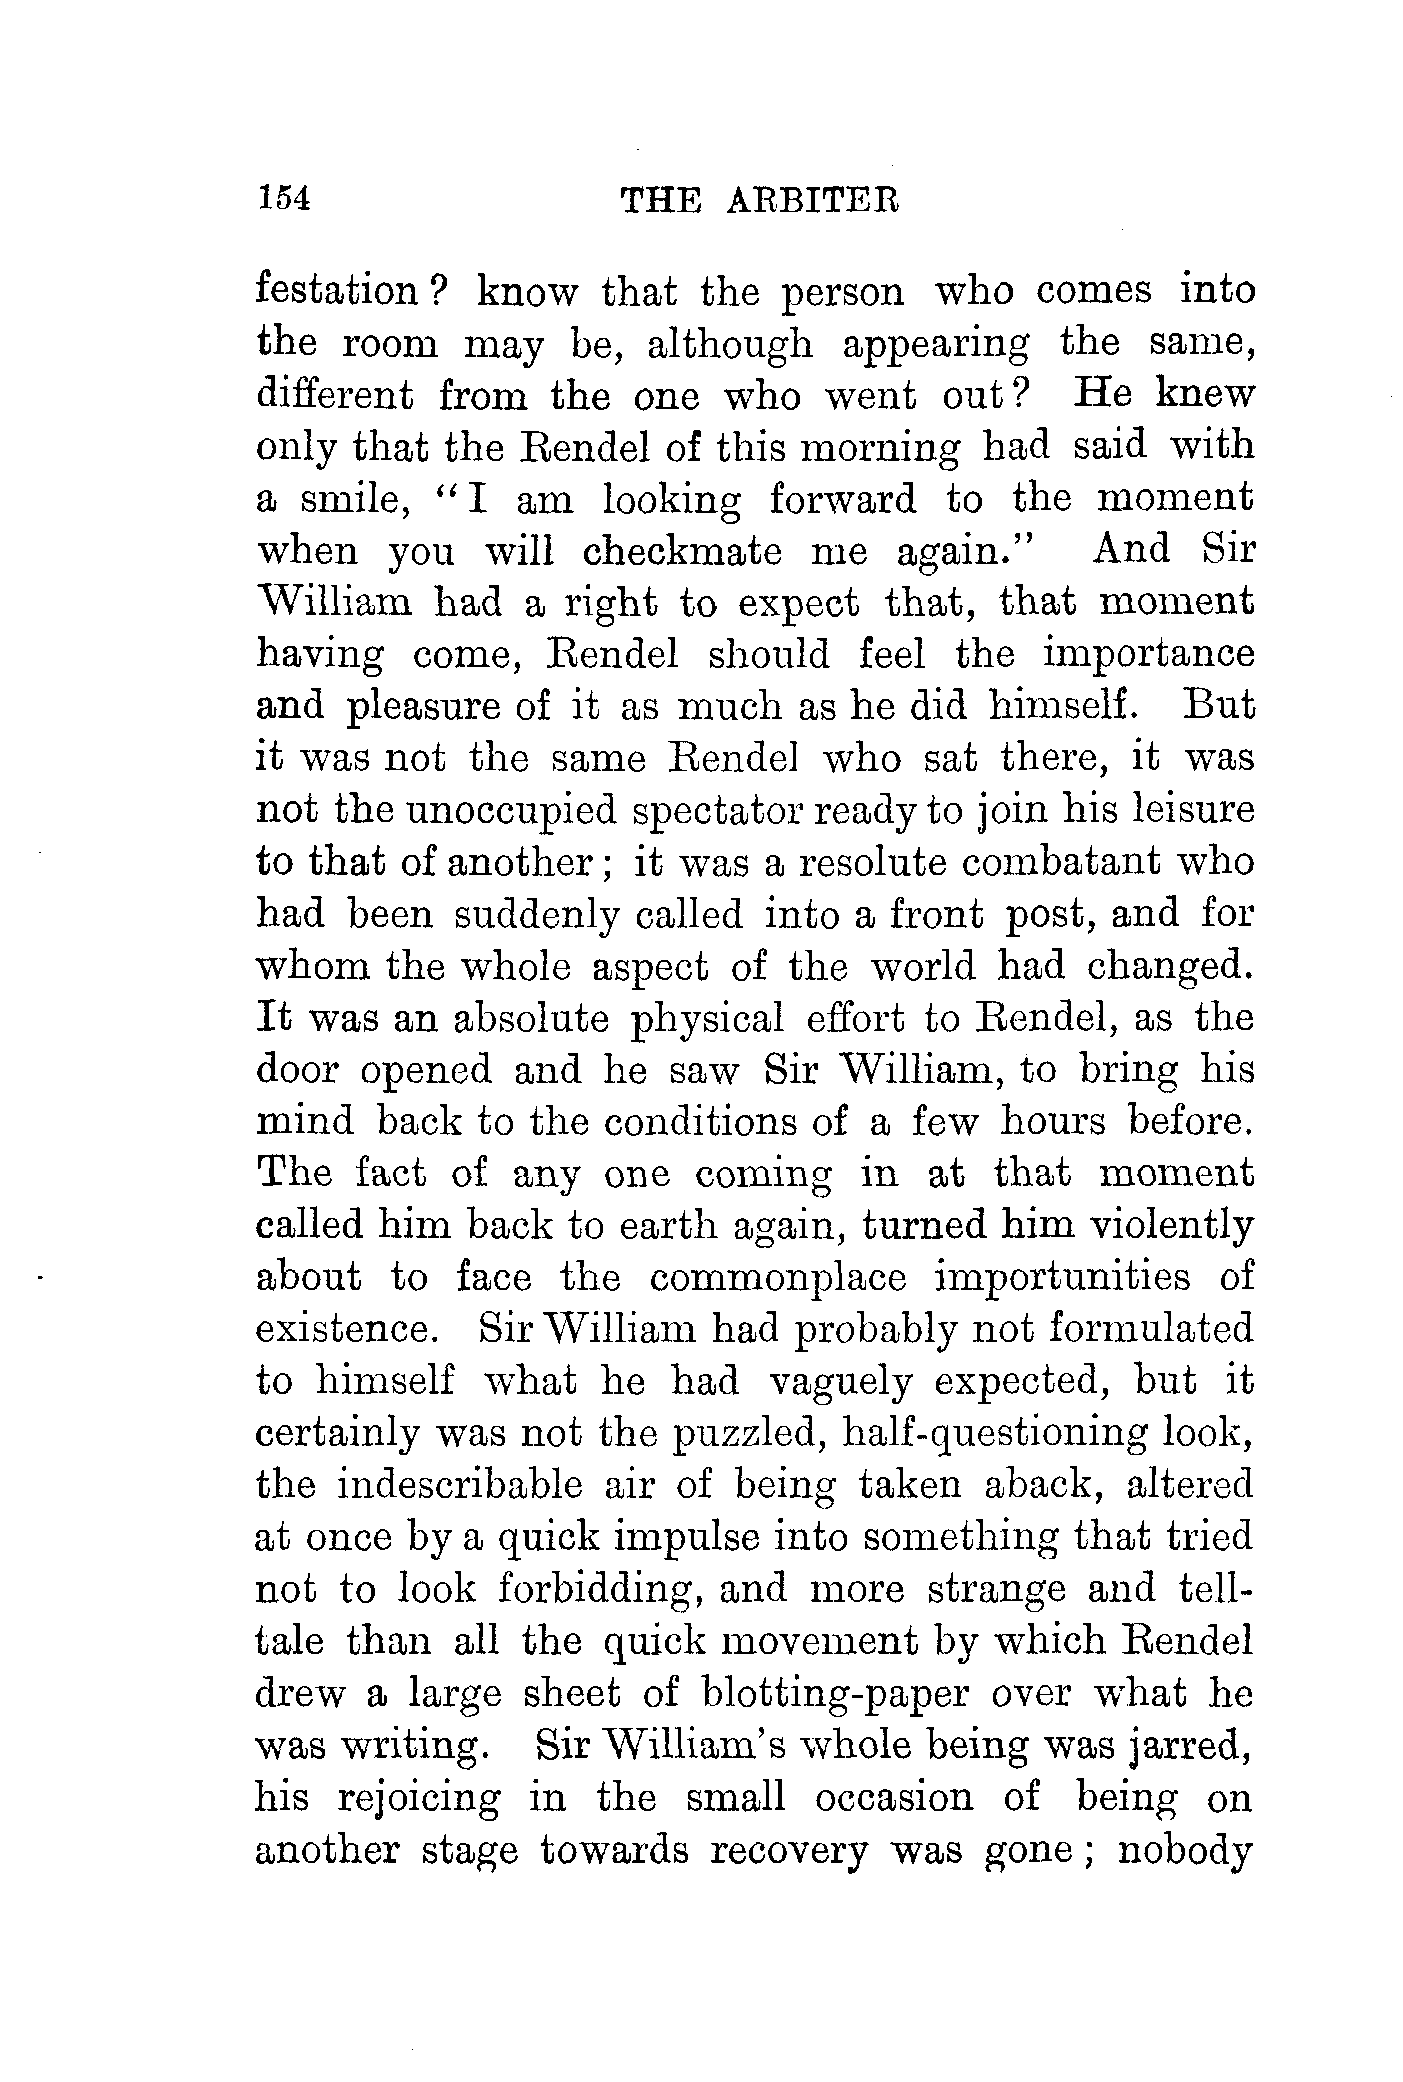 154 THE ARBITER
festation ? know that the person who comes into
the room may be, although appearing the same,
different from the one who went out? He knew
only that the Rendel of this morning had said with
a smile, “I am looking forward to the moment
when you will checkmate me again.” And Sir
William had a right to expect that, that moment
having come, Rendel should feel the importance
and pleasure of it as much as he did himself. But
it was not the same Rendel who sat there, it was
not the unoccupied spectator ready to join his leisure
to that of another ; it was a resolute combatant who
had been suddenly called into a front post, and for
whom the whole aspect of the world had changed.
It was an absolute physical effort to Rendel, as the
door opened and he saw Sir William, to bring his
mind back to the conditions of a few hours before.
The fact of any one coming in at that moment
called him back to earth again, turned him violently
about to face the commonplace importunities of
existence. Sir William had probably not formulated
to himself what he had vaguely expected, but it
certainly was not the puzzled, half-questioning look,
the indescribable air of being taken aback, altered
at once by a quick impulse into something that tried
not to look forbidding, and more strange and tell-
tale than all the quick movement by which Rendel
drew a large sheet of blotting-paper over what he
was writing. Sir William’s whole being was jarred,
his rejoicing in the small occasion of being on
another stage towards recovery was gone ; nobody